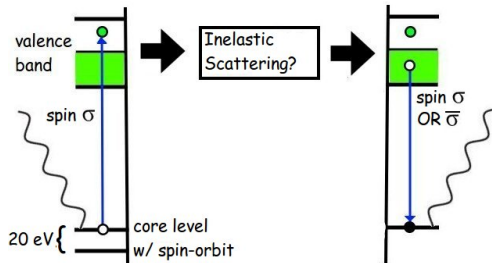 valence
band
spin σ
20 eV {
core level
w/ spin-orbit
Inelastic
Scattering?
spin σ
OR σ̅